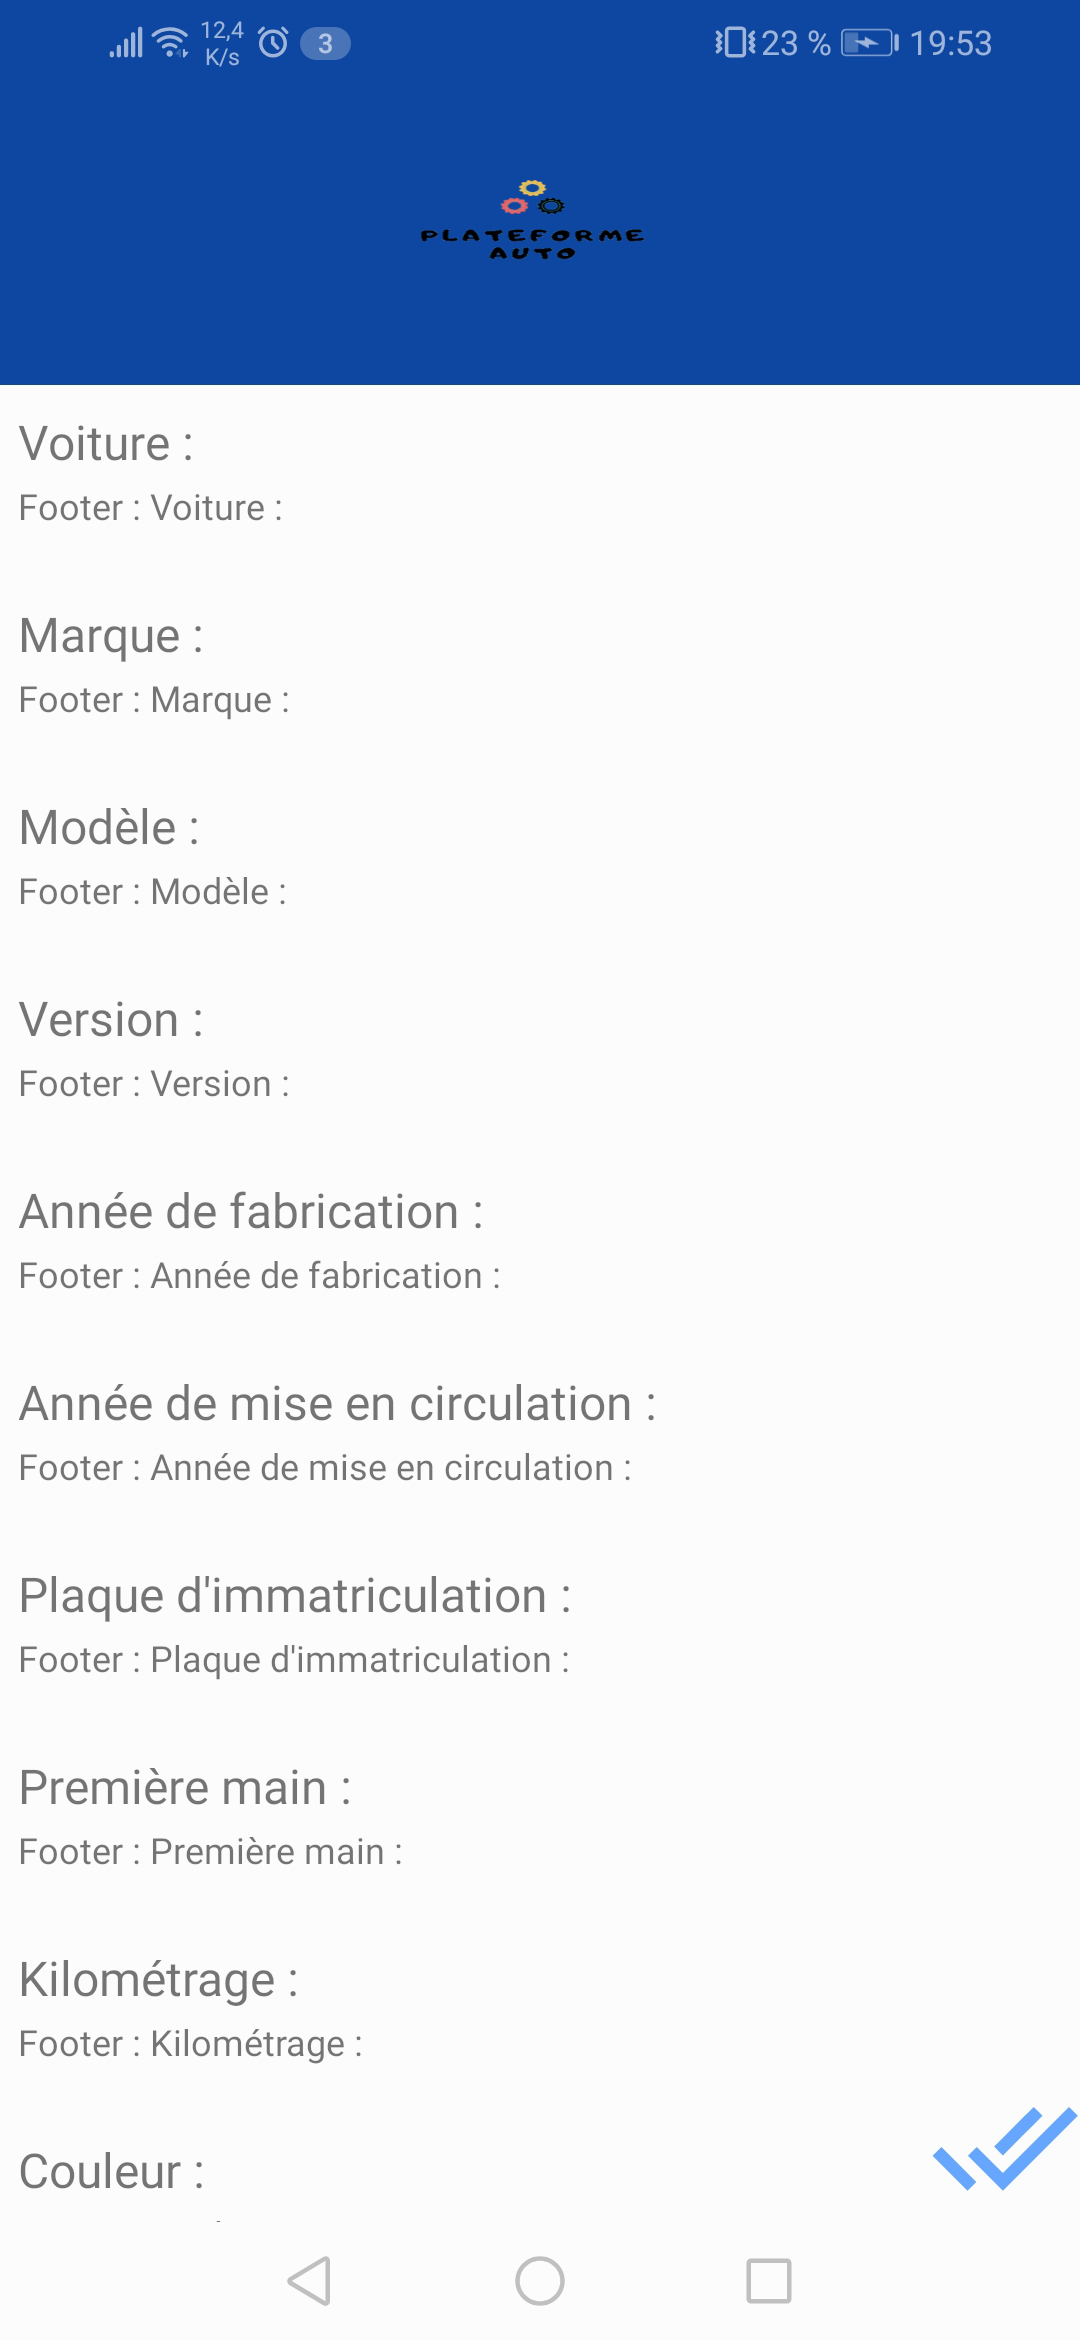 12,4
K/s
3
23 %
19:53
PLATEFORME
AUTO
Voiture :
Footer : Voiture :
Marque :
Footer : Marque :
Modèle :
Footer : Modèle :
Version :
Footer : Version :
Année de fabrication :
Footer : Année de fabrication :
Année de mise en circulation :
Footer : Année de mise en circulation :
Plaque d'immatriculation :
Footer : Plaque d'immatriculation :
Première main :
Footer : Première main :
Kilométrage :
Footer : Kilométrage :
Couleur :